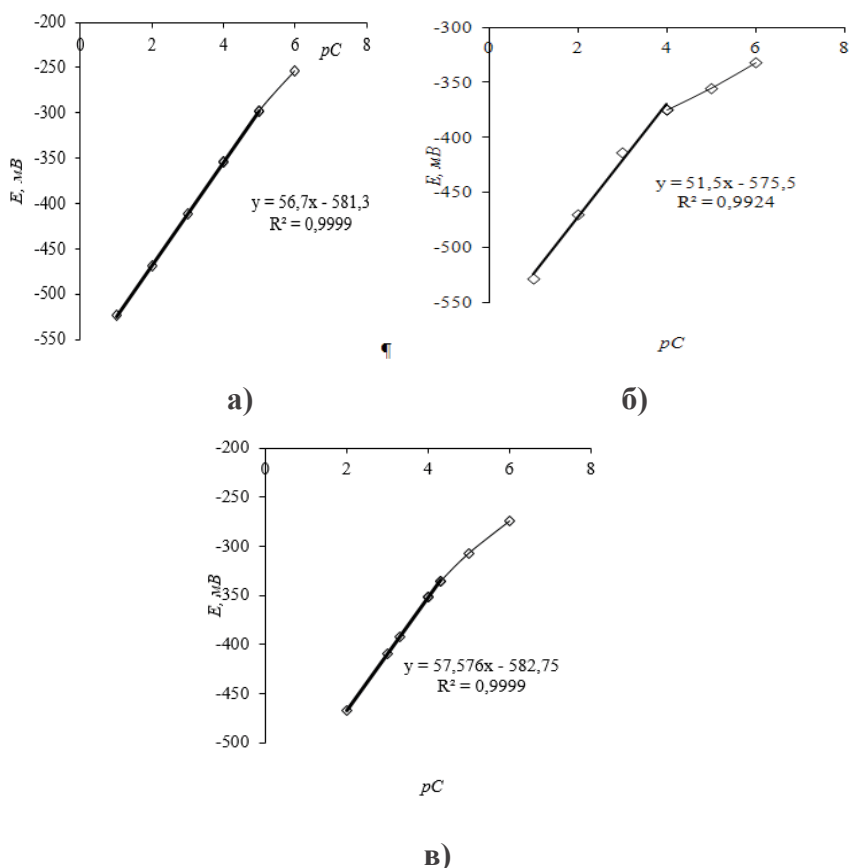 -200
0 2 4 6 8
pC
-250
-300
-350
-400
-450
-500
-550
E, мВ
y = 56,7x - 581,3
R² = 0,9999
¶
а)
-300
0 2 4 6 8
-350
-400
-450
-500
-550
E, мВ
y = 51,5x - 575,5
R² = 0,9924
pC
б)
-200
0 2 4 6 8
-250
-300
-350
-400
-450
-500
E, мВ
y = 57,576x - 582,75
R² = 0,9999
pC
в)